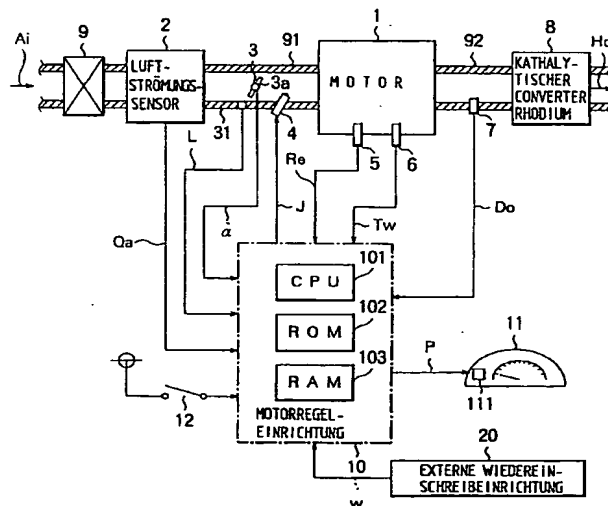 1
2
8
Ai
9
91
92
Ho
LUFT-
STRÖMUNGS-
SENSOR
3
3a
MOTOR
KATHALY-
TISCHER
CONVERTER
RHODIUM
31
4
7
L
5
6
Re
α
J
Tw
Do
Qa
CPU
101
ROM
102
RAM
103
P
11
111
12
MOTORREGEL-
EINRICHTUNG
20
10
W
EXTERNE WIEDEREIN-
SCHREIBEINRICHTUNG